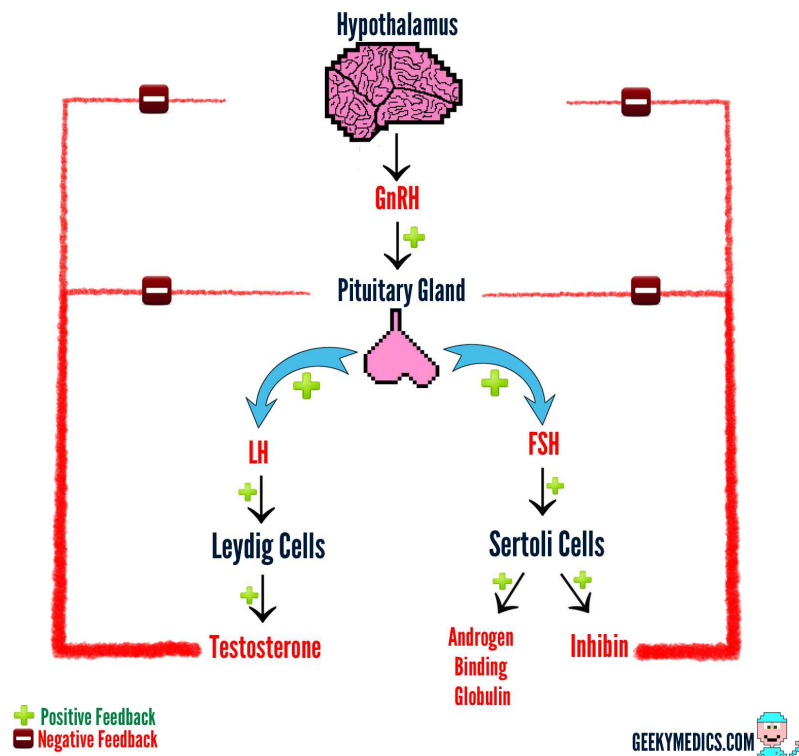 Hypothalamus
GnRH
Pituitary Gland
LH
FSH
Leydig Cells
Sertoli Cells
Testosterone
Androgen
Binding
Globulin
Inhibin
Positive Feedback
Negative Feedback
GEEKYMEDICS.COM